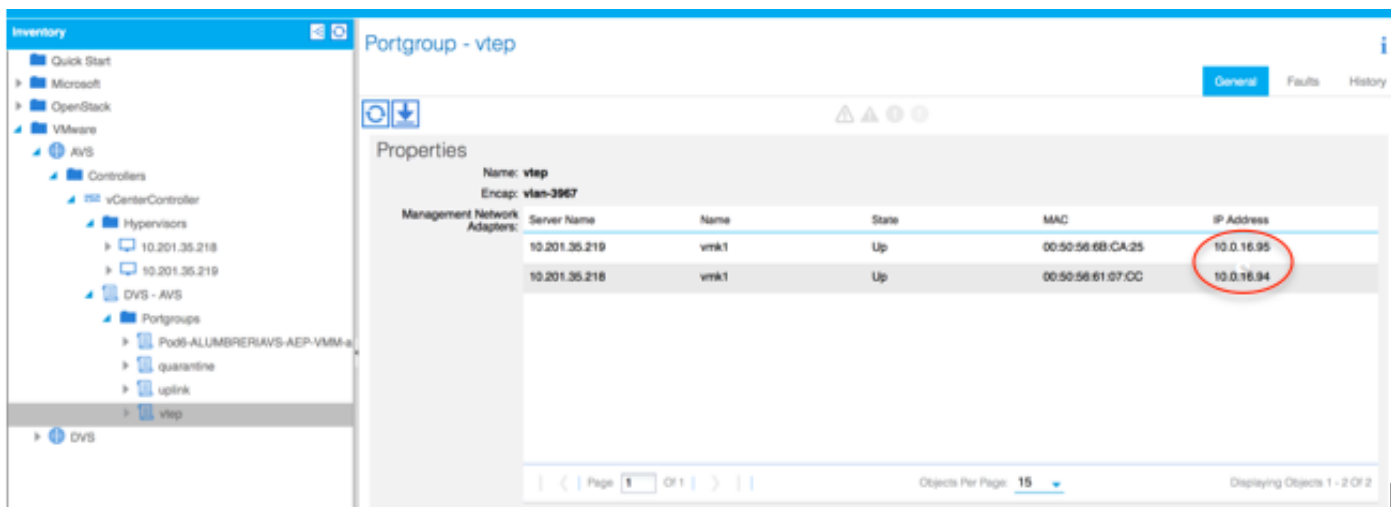 Inventory
Quick Start
Microsoft
OpenStack
VMware
AVS
Controllers
vCenterController
Hypervisors
10.201.35.218
10.201.35.219
DVS - AVS
Portgroups
Pod6-ALUMBRERIAVS-AEP-VMM-a
quarantine
uplink
vtep
DVS
Portgroup - vtep
i
General Faults History
Properties
Name: vtep
Encap: vlan-3967
Management Network Adapters:
Server Name Name State MAC IP Address
10.201.35.219 vmk1 Up 00:50:56:6B:CA:25 10.0.16.95
10.201.35.218 vmk1 Up 00:50:56:61:07:CC 10.0.16.94
Page 1 Of 1 Objects Per Page: 15 Displaying Objects 1 - 2 Of 2